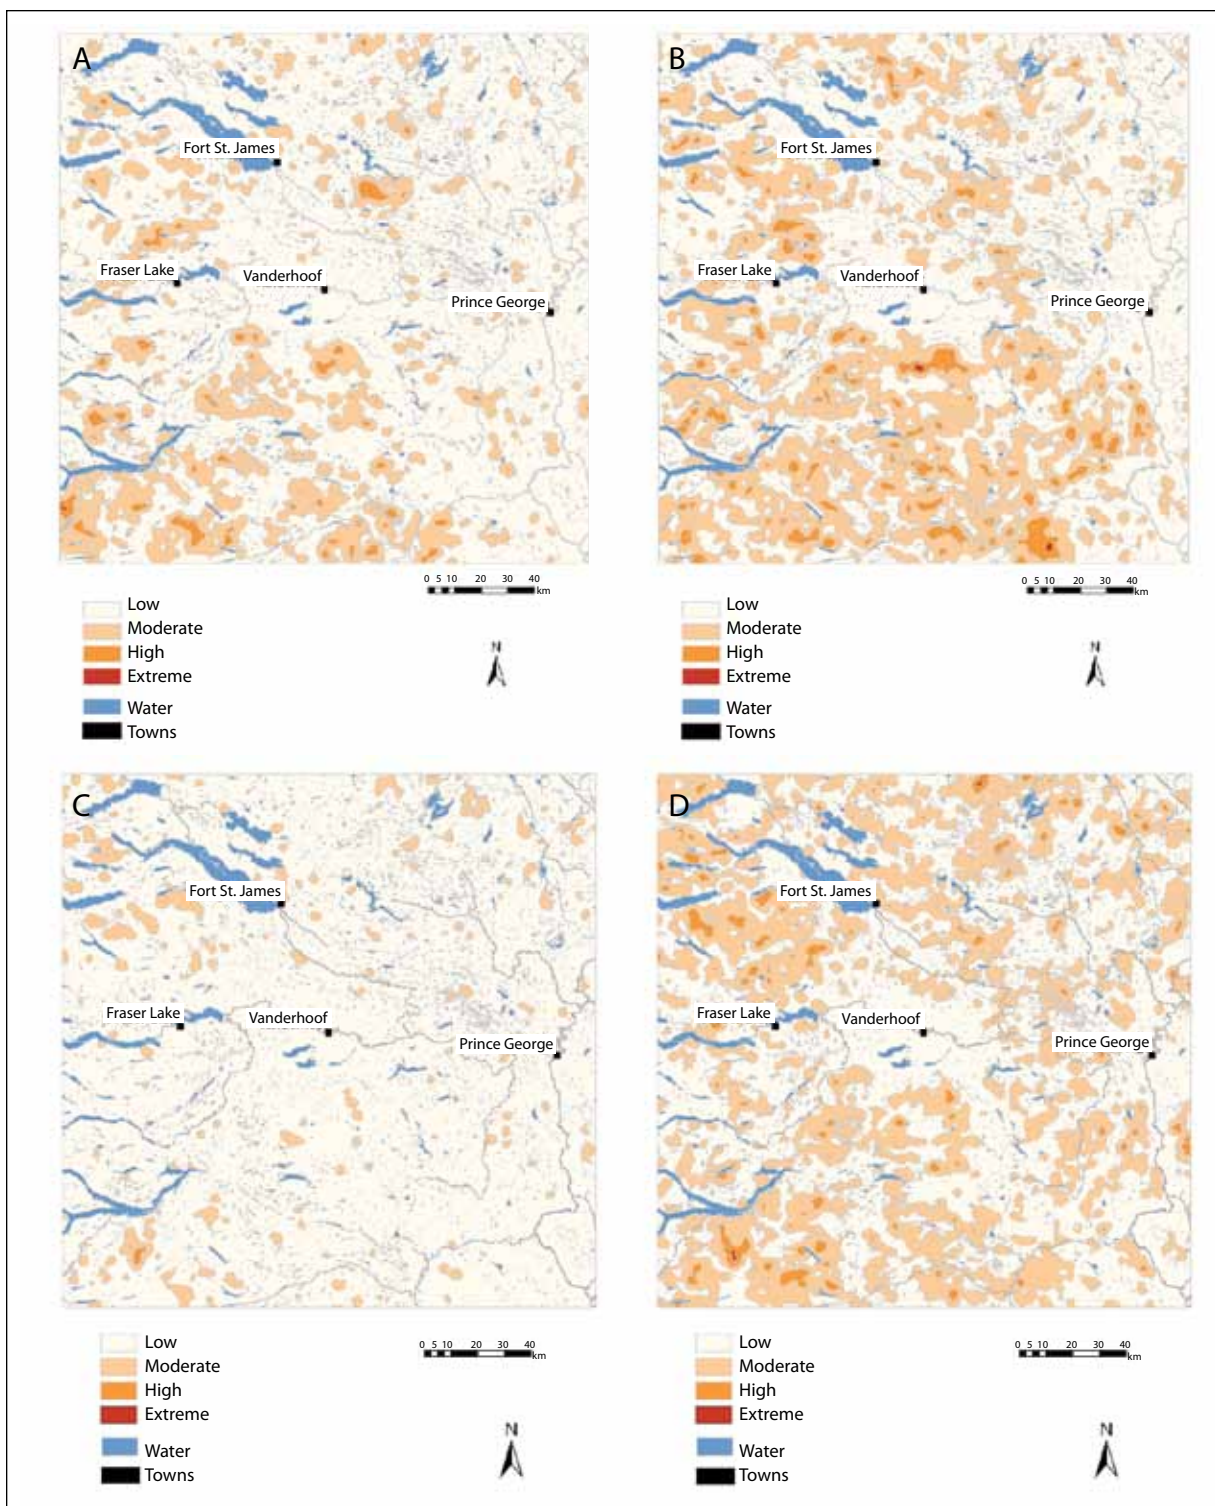 A
Fort St. James
Fraser Lake
Vanderhoof
Prince George
0 5 10 20 30 40
km
Low
Moderate
High
Extreme
Water
Towns
N
B
Fort St. James
Fraser Lake
Vanderhoof
Prince George
0 5 10 20 30 40
km
Low
Moderate
High
Extreme
Water
Towns
N
C
Fort St. James
Fraser Lake
Vanderhoof
Prince George
0 5 10 20 30 40
km
Low
Moderate
High
Extreme
Water
Towns
N
D
Fort St. James
Fraser Lake
Vanderhoof
Prince George
0 5 10 20 30 40
km
Low
Moderate
High
Extreme
Water
Towns
N